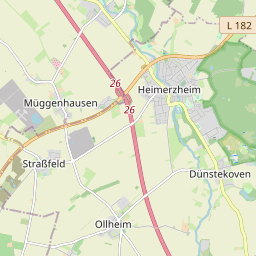 L 182
26
Heimerzheim
Müggenhausen
26
Straßfeld
Dünstekoven
Ollheim